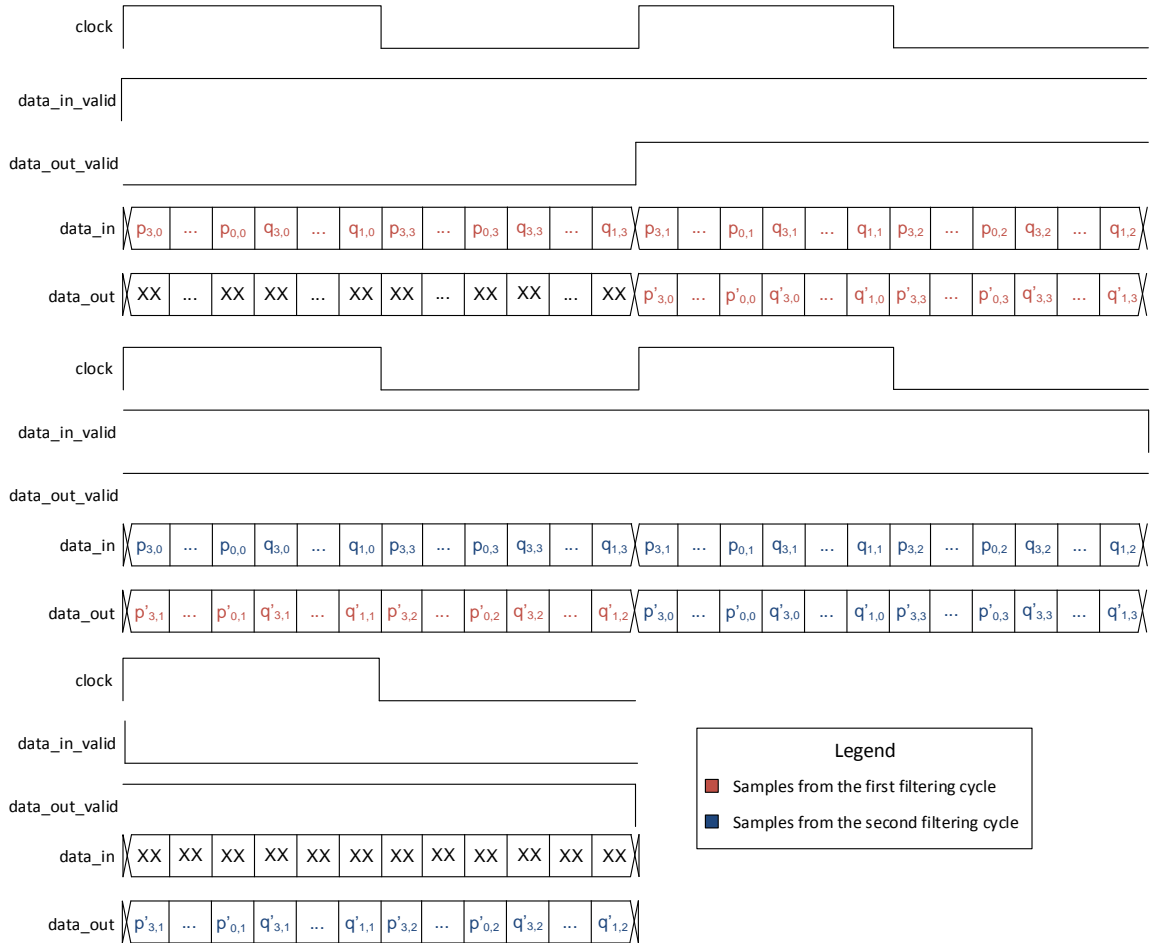 clock
data_in_valid
data_out_valid
data_in p3,0 ... p0,0 q3,0 ... q1,0 p3,3 ... p0,3 q3,3 ... q1,3 p3,1 ... p0,1 q3,1 ... q1,1 p3,2 ... p0,2 q3,2 ... q1,2
data_out XX ... XX XX ... XX XX ... XX XX ... XX p'3,0 ... p'0,0 q'3,0 ... q'1,0 p'3,3 ... p'0,3 q'3,3 ... q'1,3
clock
data_in_valid
data_out_valid
data_in p3,0 ... p0,0 q3,0 ... q1,0 p3,3 ... p0,3 q3,3 ... q1,3 p3,1 ... p0,1 q3,1 ... q1,1 p3,2 ... p0,2 q3,2 ... q1,2
data_out p'3,1 ... p'0,1 q'3,1 ... q'1,1 p'3,2 ... p'0,2 q'3,2 ... q'1,2 p'3,0 ... p'0,0 q'3,0 ... q'1,0 p'3,3 ... p'0,3 q'3,3 ... q'1,3
clock
data_in_valid
data_out_valid
data_in XX XX XX XX XX XX XX XX XX XX XX XX
data_out p'3,1 ... p'0,1 q'3,1 ... q'1,1 p'3,2 ... p'0,2 q'3,2 ... q'1,2
Legend
Samples from the first filtering cycle
Samples from the second filtering cycle